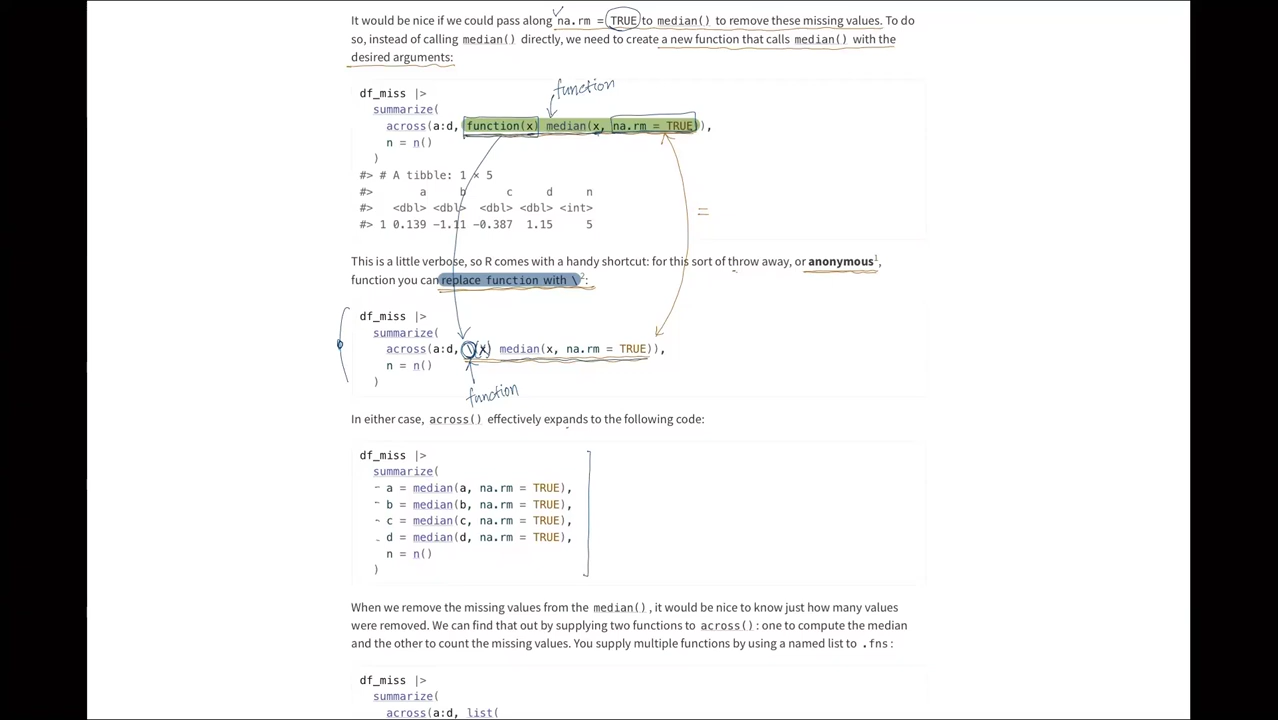 It would be nice if we could pass along na.rm = TRUE to median() to remove these missing values. To do
so, instead of calling median() directly, we need to create a new function that calls median() with the
desired arguments:
function
df_miss |>
summarize(
across(a:d, function(x) median(x, na.rm = TRUE)),
n = n()
)
#> # A tibble: 1 × 5
#> a b c d n
#> <dbl> <dbl> <dbl> <dbl> <int>
#> 1 0.139 -1.11 -0.387 1.15 5
=
This is a little verbose, so R comes with a handy shortcut: for this sort of throw away, or anonymous1,
function you can replace function with \2:
df_miss |>
summarize(
across(a:d, \(x) median(x, na.rm = TRUE)),
n = n()
)
function
In either case, across() effectively expands to the following code:
df_miss |>
summarize(
a = median(a, na.rm = TRUE),
b = median(b, na.rm = TRUE),
c = median(c, na.rm = TRUE),
d = median(d, na.rm = TRUE),
n = n()
)
When we remove the missing values from the median(), it would be nice to know just how many values
were removed. We can find that out by supplying two functions to across(): one to compute the median
and the other to count the missing values. You supply multiple functions by using a named list to .fns:
df_miss |>
summarize(
across(a:d, list(